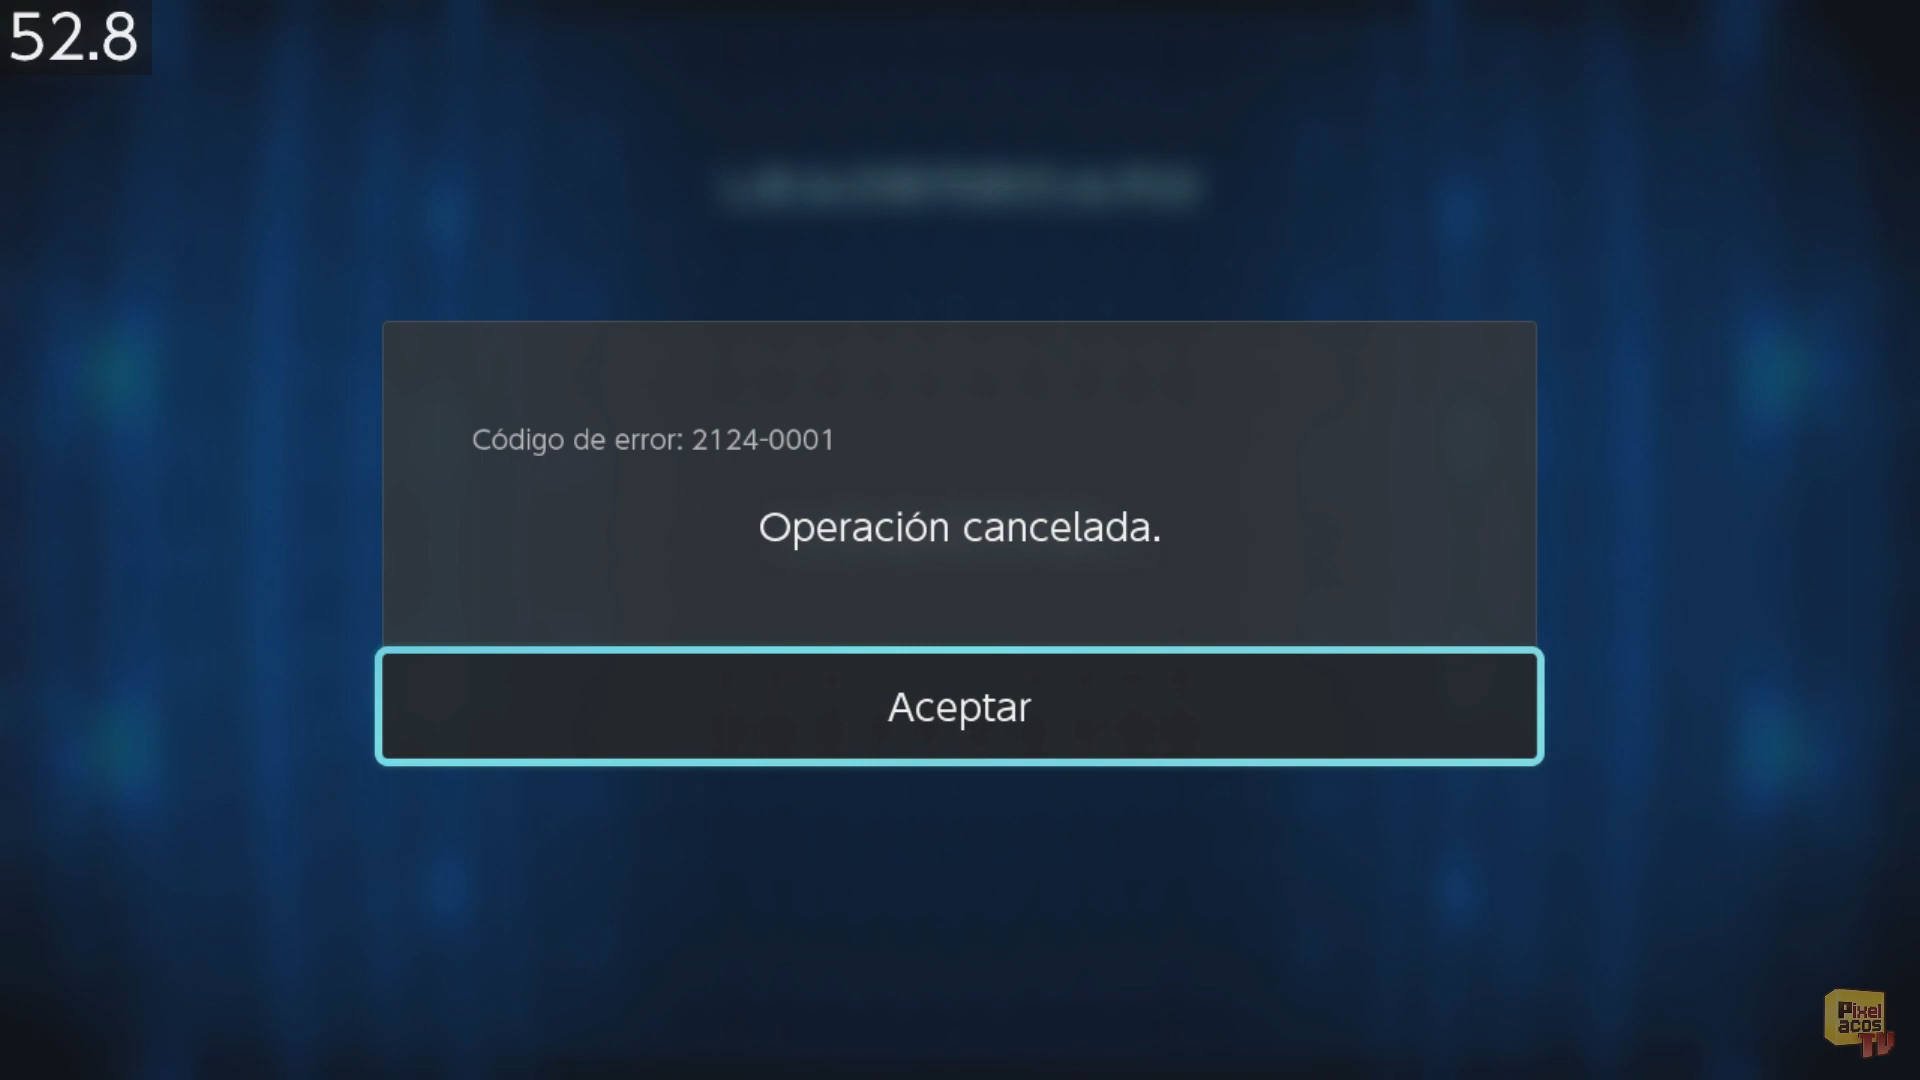 52.8
Código de error: 2124-0001
Operación cancelada.
Aceptar
Pixel
acos
TV